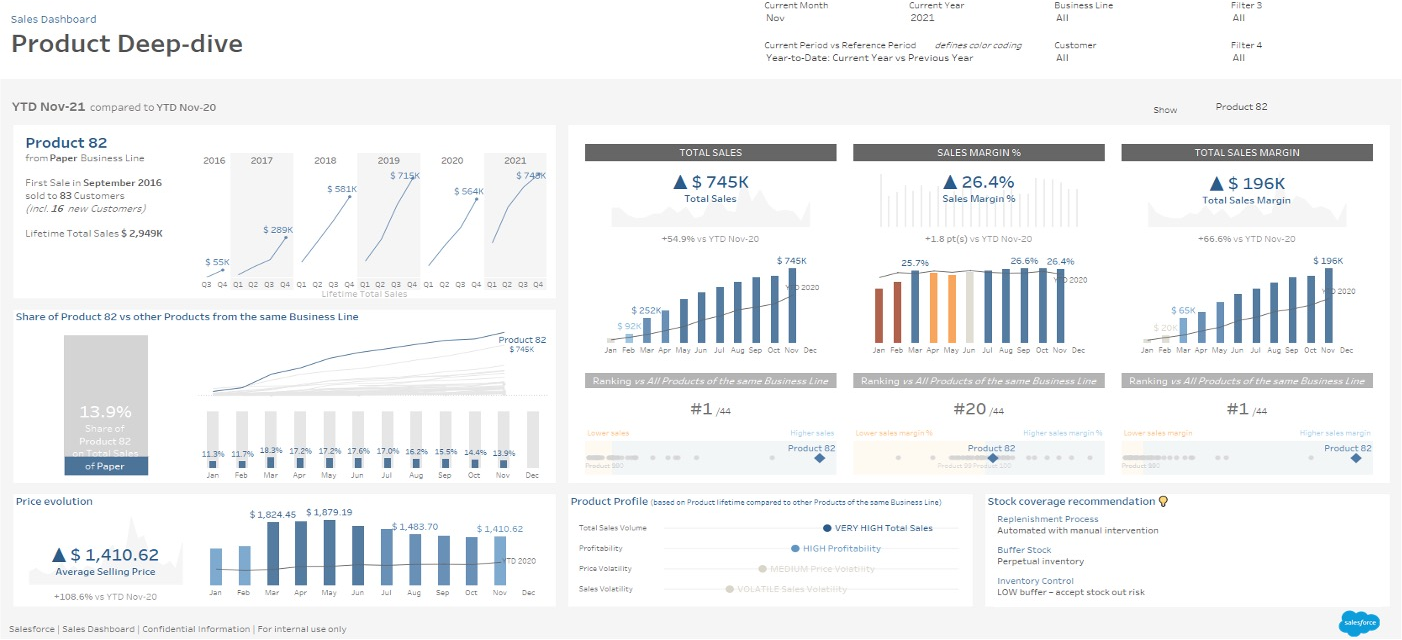 Sales Dashboard
Product Deep-dive
Current Month
Nov
Current Year
2021
Business Line
All
Filter 3
All
Current Period vs Reference Period defines color coding
Year-to-Date: Current Year vs Previous Year
Customer
All
Filter 4
All
YTD Nov-21 compared to YTD Nov-20
Show
Product 82
Product 82
from Paper Business Line
First Sale in September 2016
sold to 83 Customers
(incl. 16 new Customers)
Lifetime Total Sales $ 2,949K
2016 2017 2018 2019 2020 2021
$ 55K
$ 289K
$ 581K
$ 715K
$ 564K
$ 745K
Q3 Q4 Q1 Q2 Q3 Q4 Q1 Q2 Q3 Q4 Q1 Q2 Q3 Q4 Q1 Q2 Q3 Q4 Q1 Q2 Q3 Q4
Lifetime Total Sales
Share of Product 82 vs other Products from the same Business Line
13.9%
Share of
Product 82
on Total Sales
of Paper
Product 82
$ 745K
11.3% 11.7% 18.3% 17.2% 17.2% 17.6% 17.0% 16.2% 15.5% 14.4% 13.9%
Jan Feb Mar Apr May Jun Jul Aug Sep Oct Nov Dec
Price evolution
▲ $ 1,410.62
Average Selling Price
+108.6% vs YTD Nov-20
$ 1,824.45
$ 1,879.19
$ 1,483.70
$ 1,410.62
YTD 2020
Jan Feb Mar Apr May Jun Jul Aug Sep Oct Nov Dec
TOTAL SALES
▲ $ 745K
Total Sales
+54.9% vs YTD Nov-20
$ 92K
$ 252K
$ 745K
YTD 2020
Jan Feb Mar Apr May Jun Jul Aug Sep Oct Nov Dec
Ranking vs All Products of the same Business Line
#1 /44
Lower sales
Higher sales
Product 82
SALES MARGIN %
▲ 26.4%
Sales Margin %
+1.8 pt(s) vs YTD Nov-20
25.7%
26.6%
26.4%
YTD 2020
Jan Feb Mar Apr May Jun Jul Aug Sep Oct Nov Dec
Ranking vs All Products of the same Business Line
#20 /44
Lower sales margin %
Higher sales margin %
Product 82
TOTAL SALES MARGIN
▲ $ 196K
Total Sales Margin
+66.6% vs YTD Nov-20
$ 20K
$ 65K
$ 196K
YTD 2020
Jan Feb Mar Apr May Jun Jul Aug Sep Oct Nov Dec
Ranking vs All Products of the same Business Line
#1 /44
Lower sales margin
Higher sales margin
Product 82
Product Profile (based on Product lifetime compared to other Products of the same Business Line)
Total Sales Volume
VERY HIGH Total Sales
Profitability
HIGH Profitability
Price Volatility
MEDIUM Price Volatility
Sales Volatility
VOLATILE Sales Volatility
Stock coverage recommendation
Replenishment Process
Automated with manual intervention
Buffer Stock
Perpetual inventory
Inventory Control
LOW buffer – accept stock out risk
Salesforce | Sales Dashboard | Confidential Information | For internal use only
salesforce